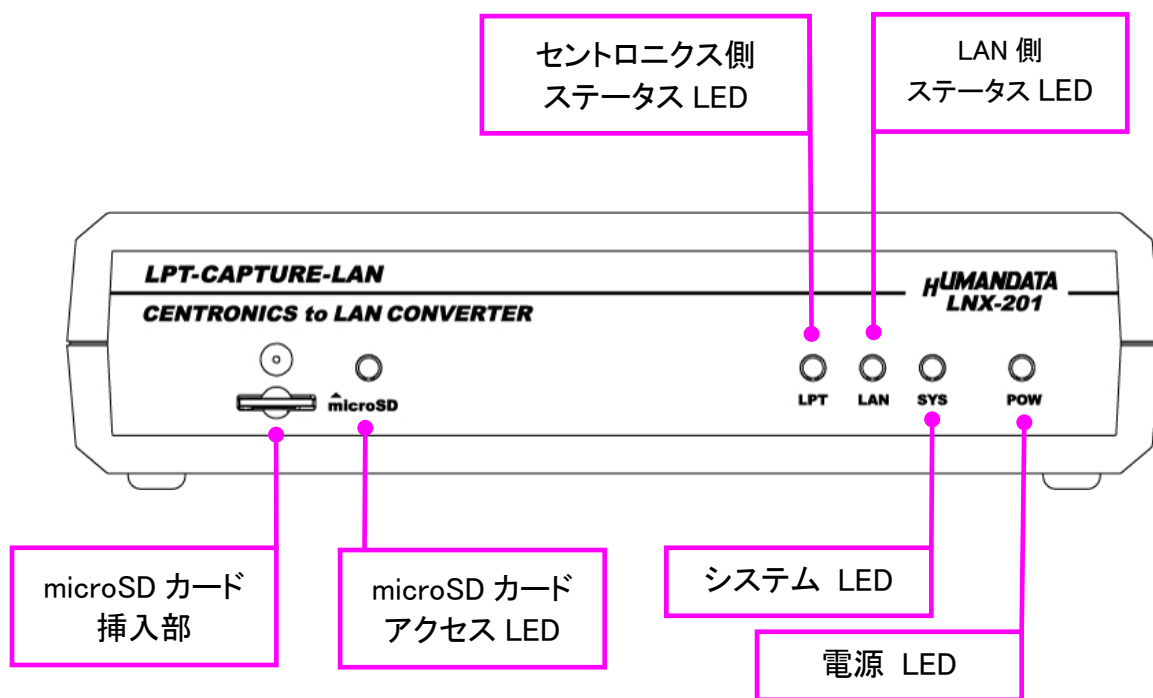 セントロニクス側
ステータス LED
LAN 側
ステータス LED
LPT-CAPTURE-LAN
HUMANDATA
LNX-201
CENTRONICS to LAN CONVERTER
microSD
LPT
LAN
SYS
POW
microSD カード
挿入部
microSD カード
アクセス LED
システム LED
電源 LED